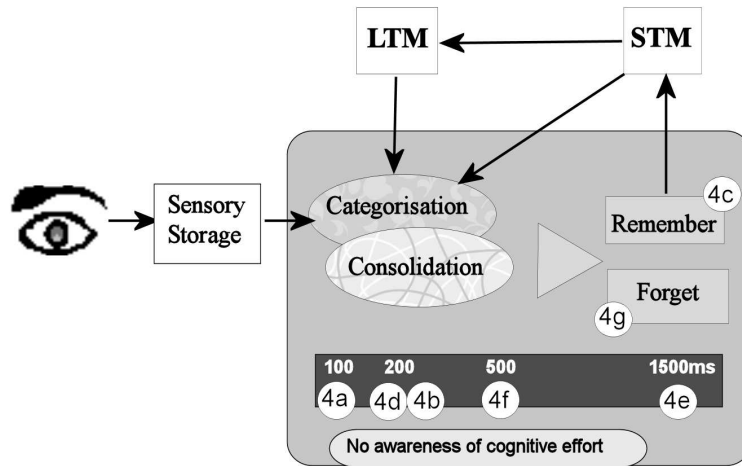 LTM
STM
Sensory
Storage
Categorisation
Consolidation
4c
Remember
Forget
4g
100 200 500 1500ms
4a 4d 4b 4f 4e
No awareness of cognitive effort